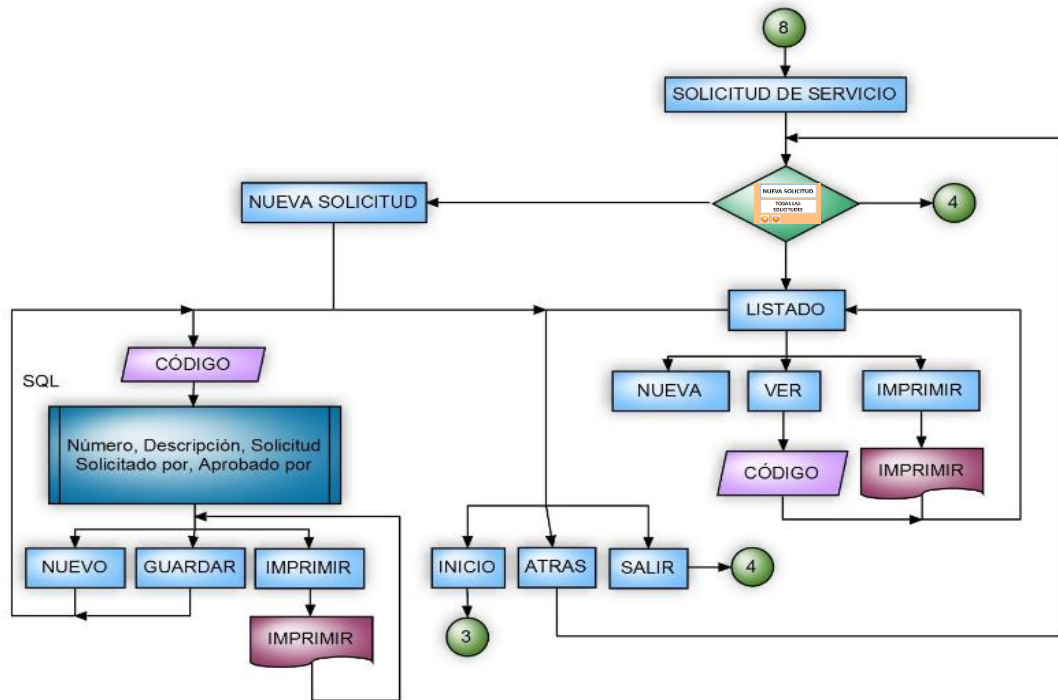 8
SOLICITUD DE SERVICIO
NUEVA SOLICITUD
NUEVA SOLICITUD
TODAS LAS
SOLICITUDES
4
LISTADO
CÓDIGO
SQL
NUEVA
VER
IMPRIMIR
Número, Descripción, Solicitud
Solicitado por, Aprobado por
CÓDIGO
IMPRIMIR
NUEVO
GUARDAR
IMPRIMIR
INICIO
ATRAS
SALIR
4
IMPRIMIR
3